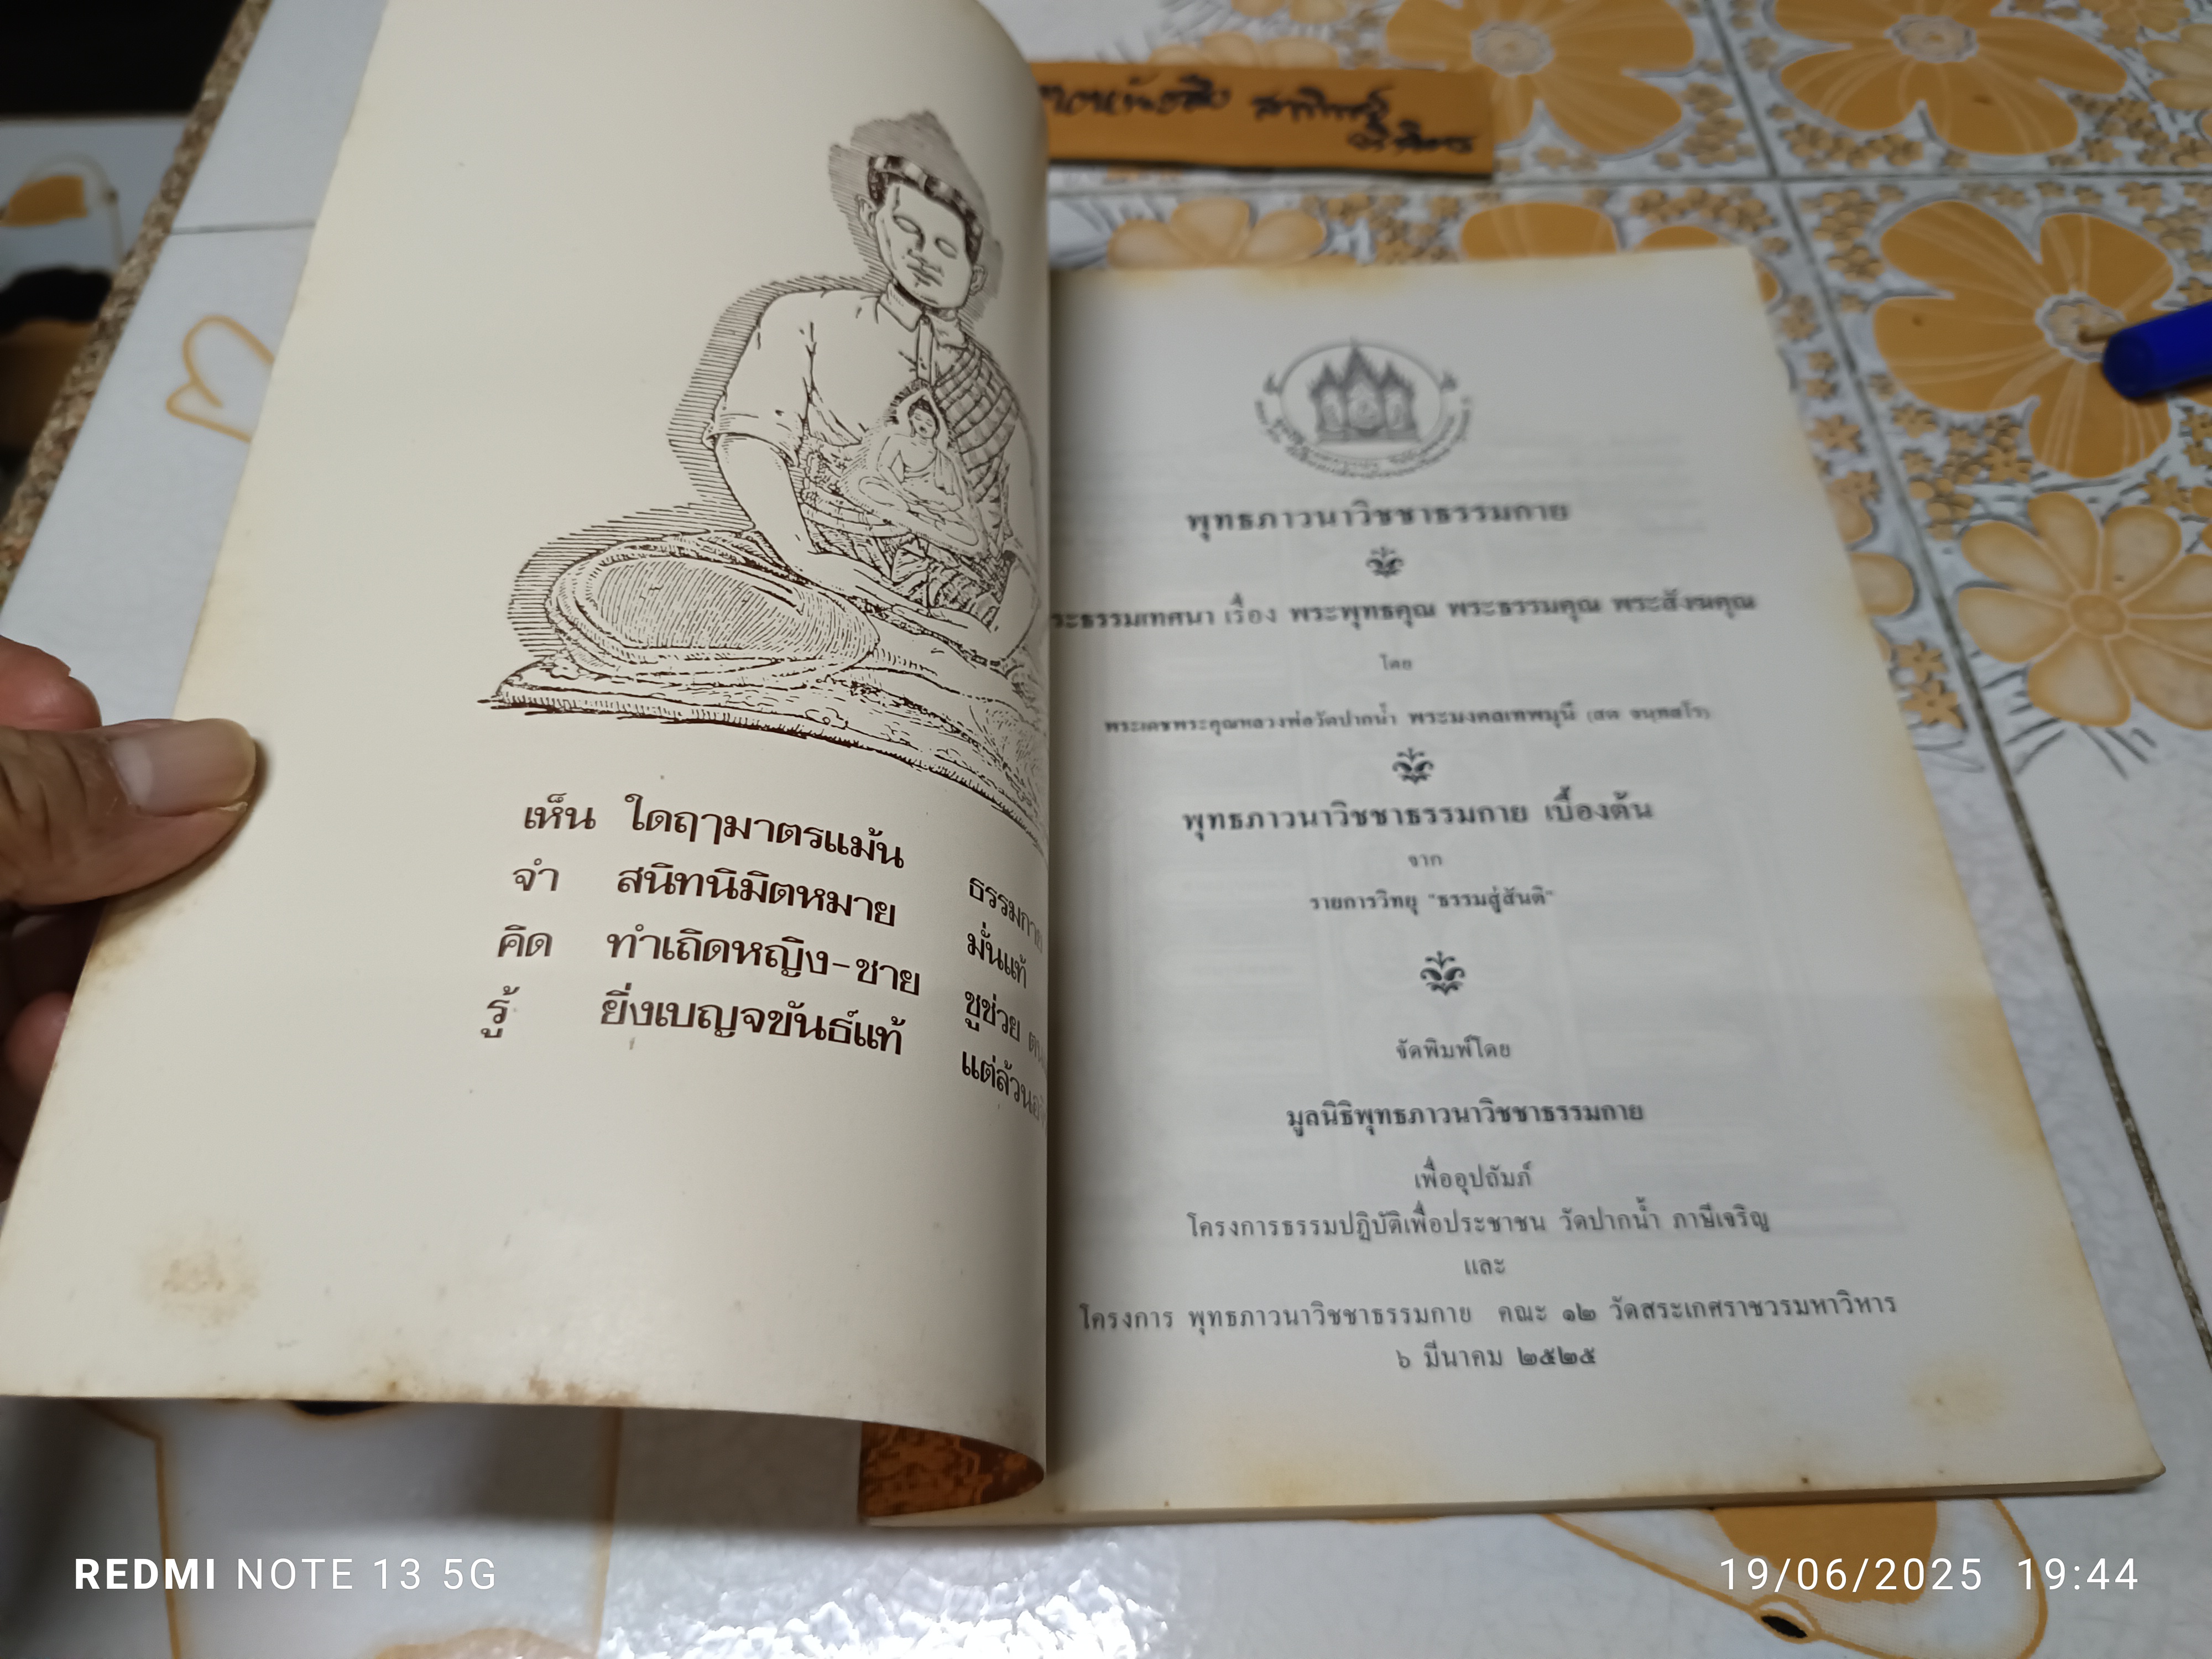 เห็น ใดฤๅมาตรแม้น ธรรมกาย
จำ สนิทนิมิตหมาย มั่นแท้
คิด ทำเถิดหญิง-ชาย ชูช่วย
รู้ ยิ่งเบญจขันธ์แท้ แต่ล้วน
พุทธภาวนาวิชชาธรรมกาย
ระธรรมเทศนา เรื่อง พระพุทธคุณ พระธรรมคุณ พระสังฆคุณ
โดย
พระเดชพระคุณหลวงพ่อวัดปากน้ำ พระมงคลเทพมุนี (สด จนฺทสโร)
พุทธภาวนาวิชชาธรรมกาย เบื้องต้น
จาก
รายการวิทยุ "ธรรมสู่สันติ"
จัดพิมพ์โดย
มูลนิธิพุทธภาวนาวิชชาธรรมกาย
เพื่ออุปถัมภ์
โครงการธรรมปฏิบัติเพื่อประชาชน วัดปากน้ำ ภาษีเจริญ
และ
โครงการ พุทธภาวนาวิชชาธรรมกาย คณะ ๑๒ วัดสระเกศราชวรมหาวิหาร
๖ มีนาคม ๒๕๒๕
REDMI NOTE 13 5G
19/06/2025 19:44